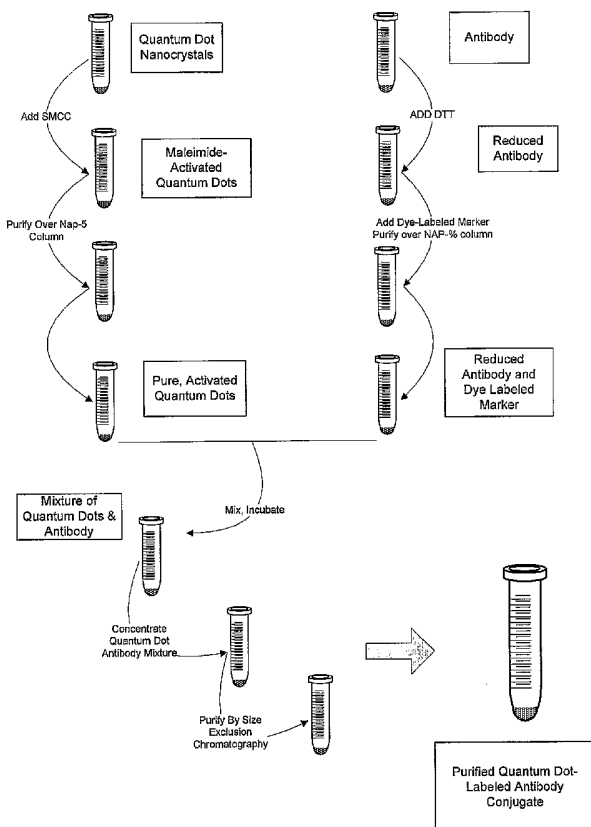 Quantum Dot
Nanocrystals
Antibody
Add SMCC
ADD DTT
Maleimide-
Activated
Quantum Dots
Reduced
Antibody
Purify Over Nap-5
Column
Add Dye-Labeled Marker
Purify over NAP-% column
Pure, Activated
Quantum Dots
Reduced
Antibody and
Dye Labeled
Marker
Mixture of
Quantum Dots &
Antibody
Mix, Incubate
Concentrate
Quantum Dot
Antibody Mixture
Purify By Size
Exclusion
Chromatography
Purified Quantum Dot-
Labeled Antibody
Conjugate